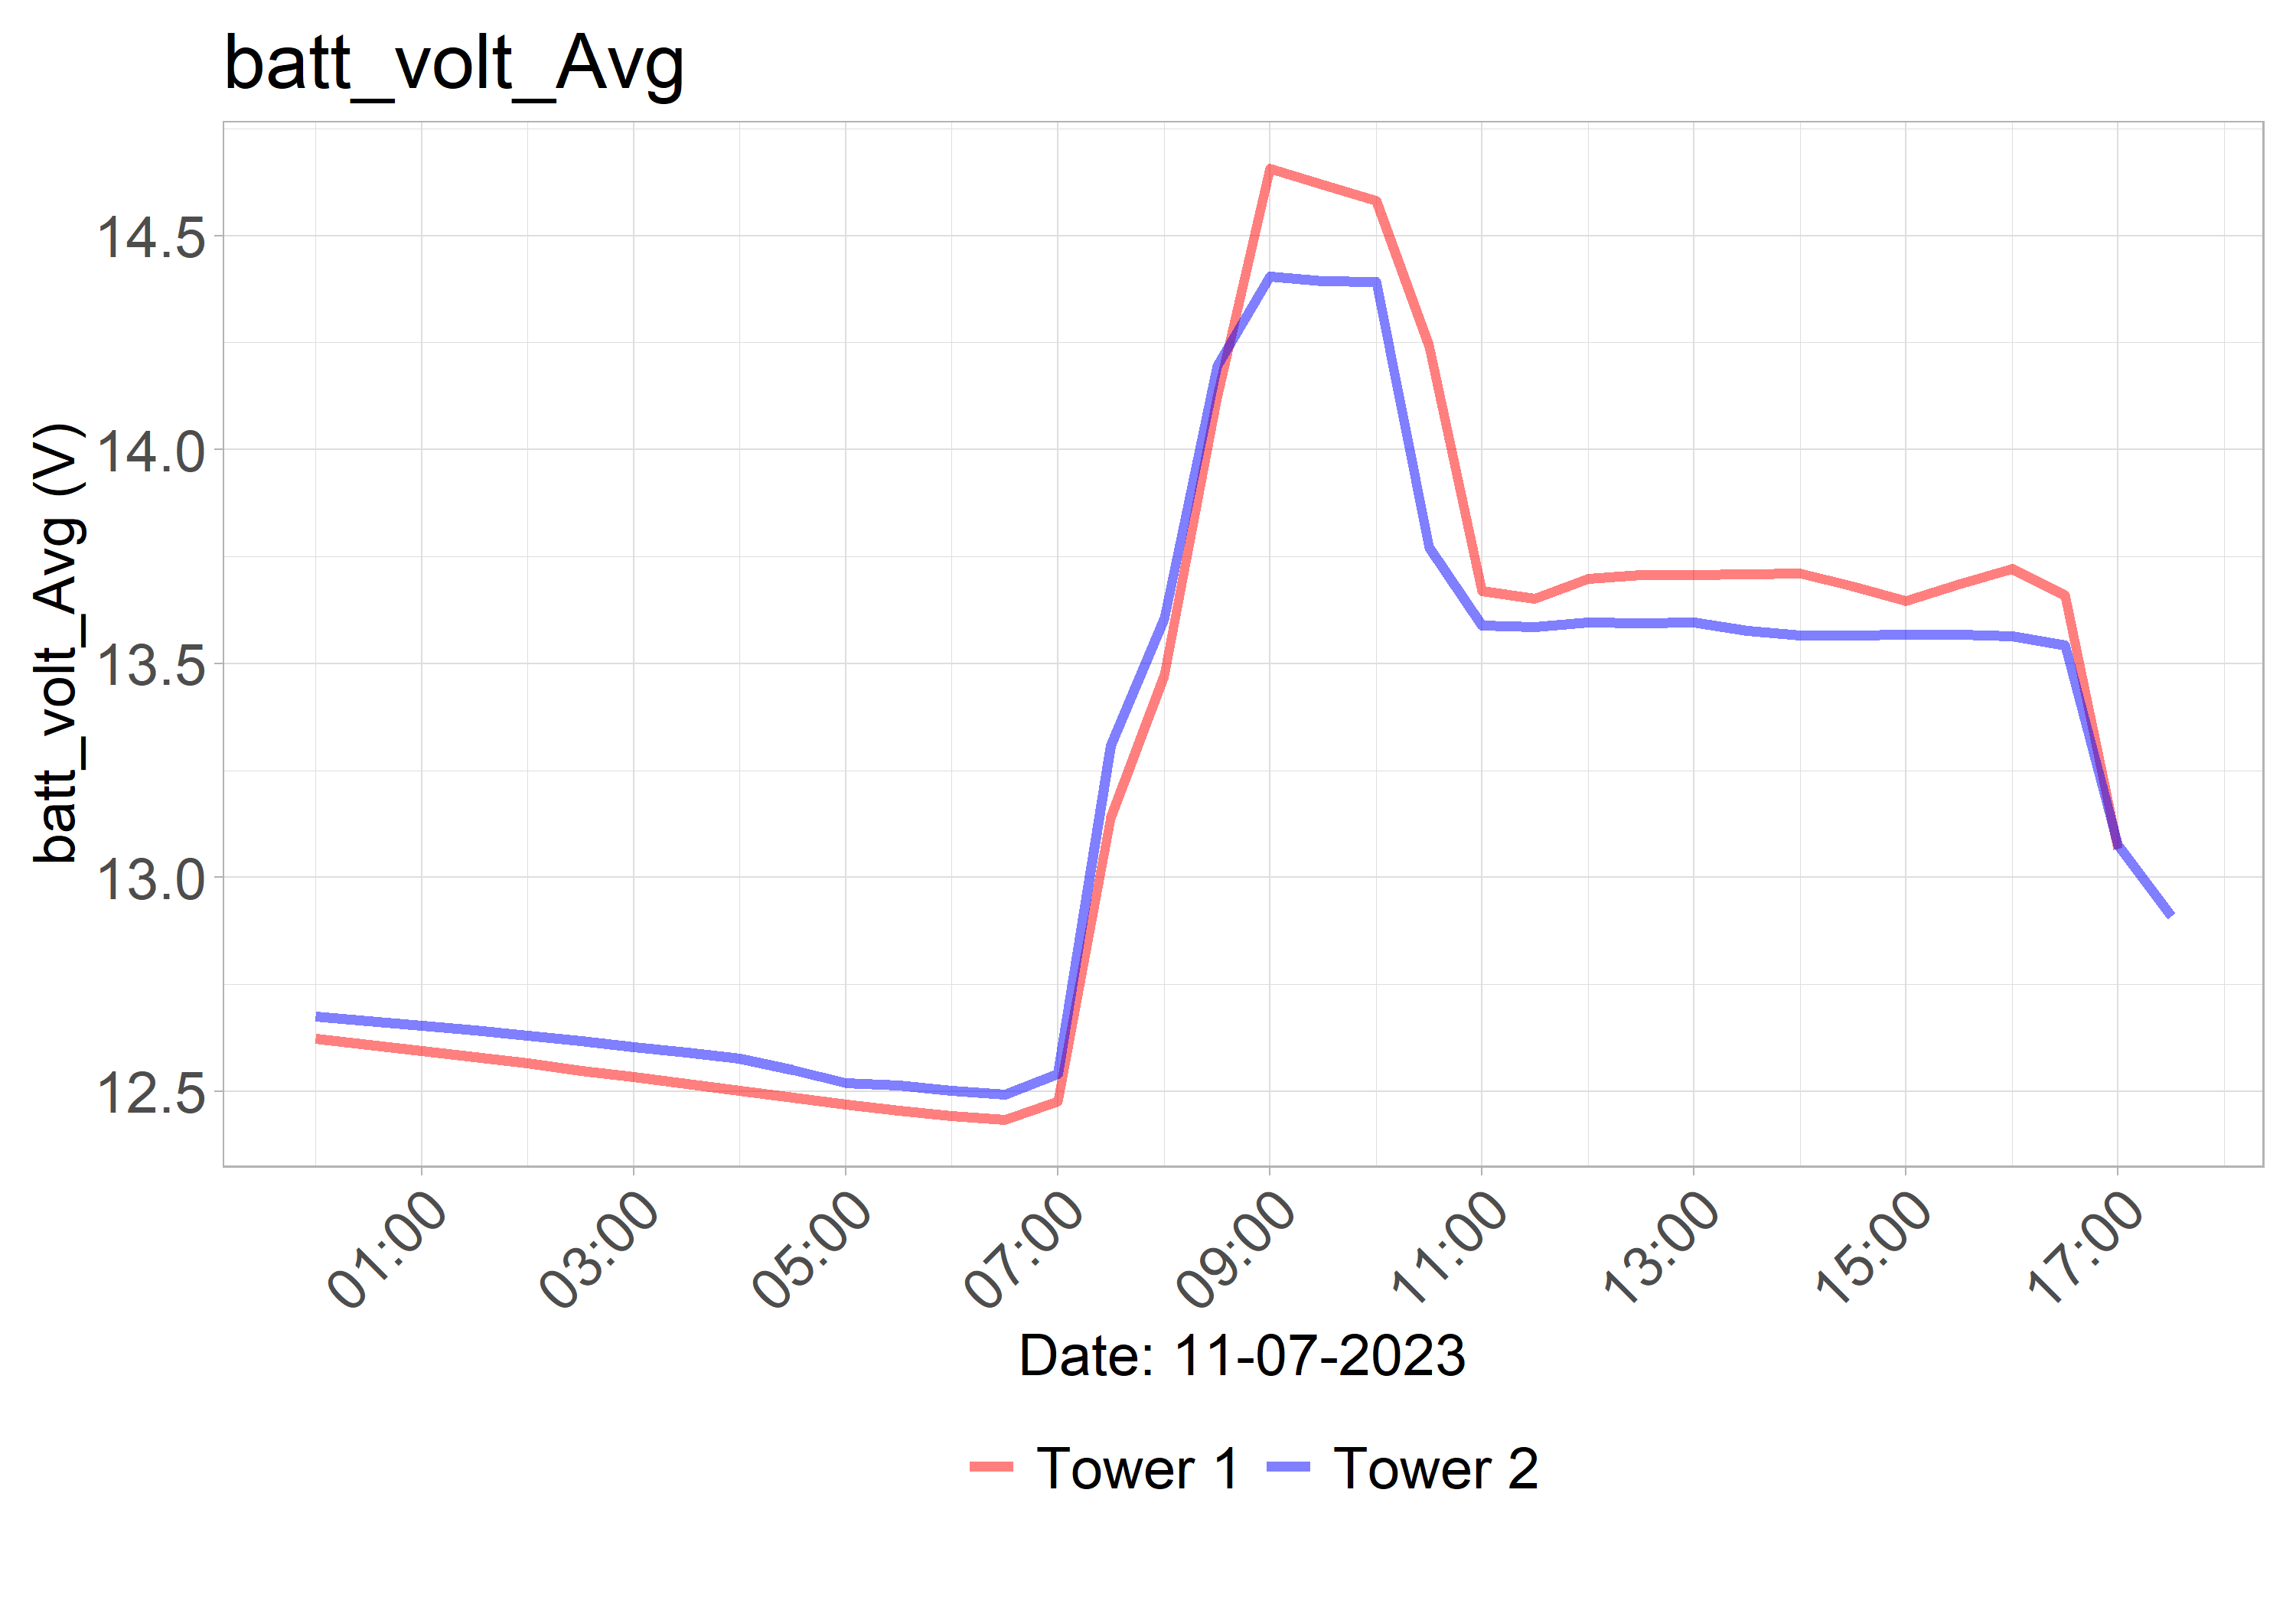 batt_volt_Avg
batt_volt_Avg (V)
14.5
14.0
13.5
13.0
12.5
01:00 03:00 05:00 07:00 09:00 11:00 13:00 15:00 17:00
Date: 11-07-2023
Tower 1 Tower 2